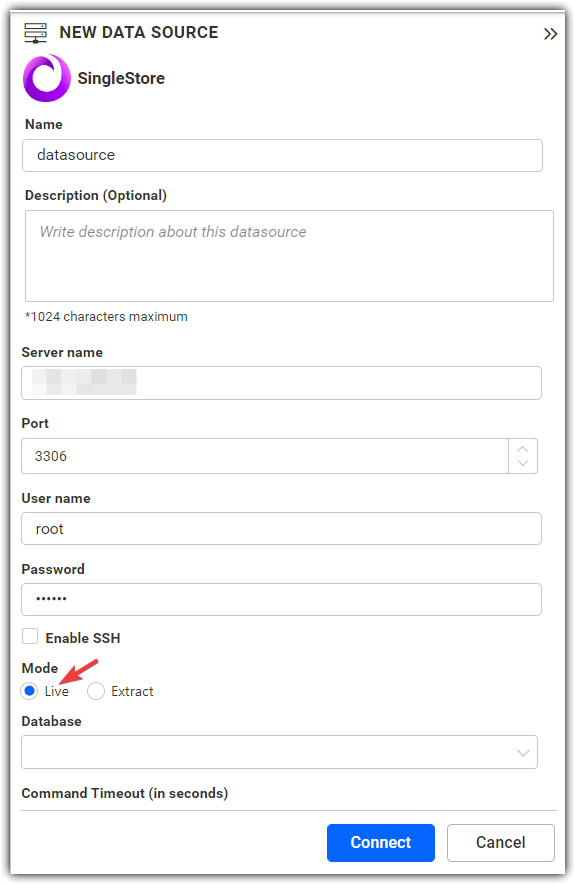 NEW DATA SOURCE
SingleStore
Name
datasource
Description (Optional)
Write description about this datasource
*1024 characters maximum
Server name
Port
3306
User name
root
Password
••••••
Enable SSH
Mode
Live Extract
Database
Command Timeout (in seconds)
Connect Cancel